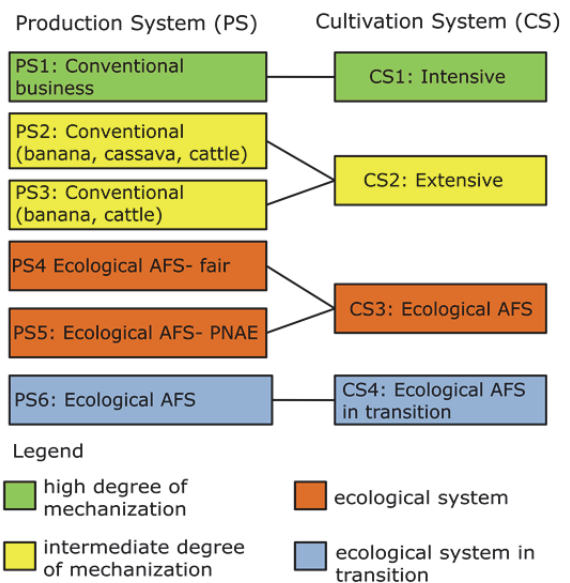 Production System (PS)
Cultivation System (CS)
PS1: Conventional
business
CS1: Intensive
PS2: Conventional
(banana, cassava, cattle)
PS3: Conventional
(banana, cattle)
CS2: Extensive
PS4 Ecological AFS- fair
PS5: Ecological AFS- PNAE
CS3: Ecological AFS
PS6: Ecological AFS
CS4: Ecological AFS
in transition
Legend
high degree of
mechanization
ecological system
intermediate degree
of mechanization
ecological system in
transition